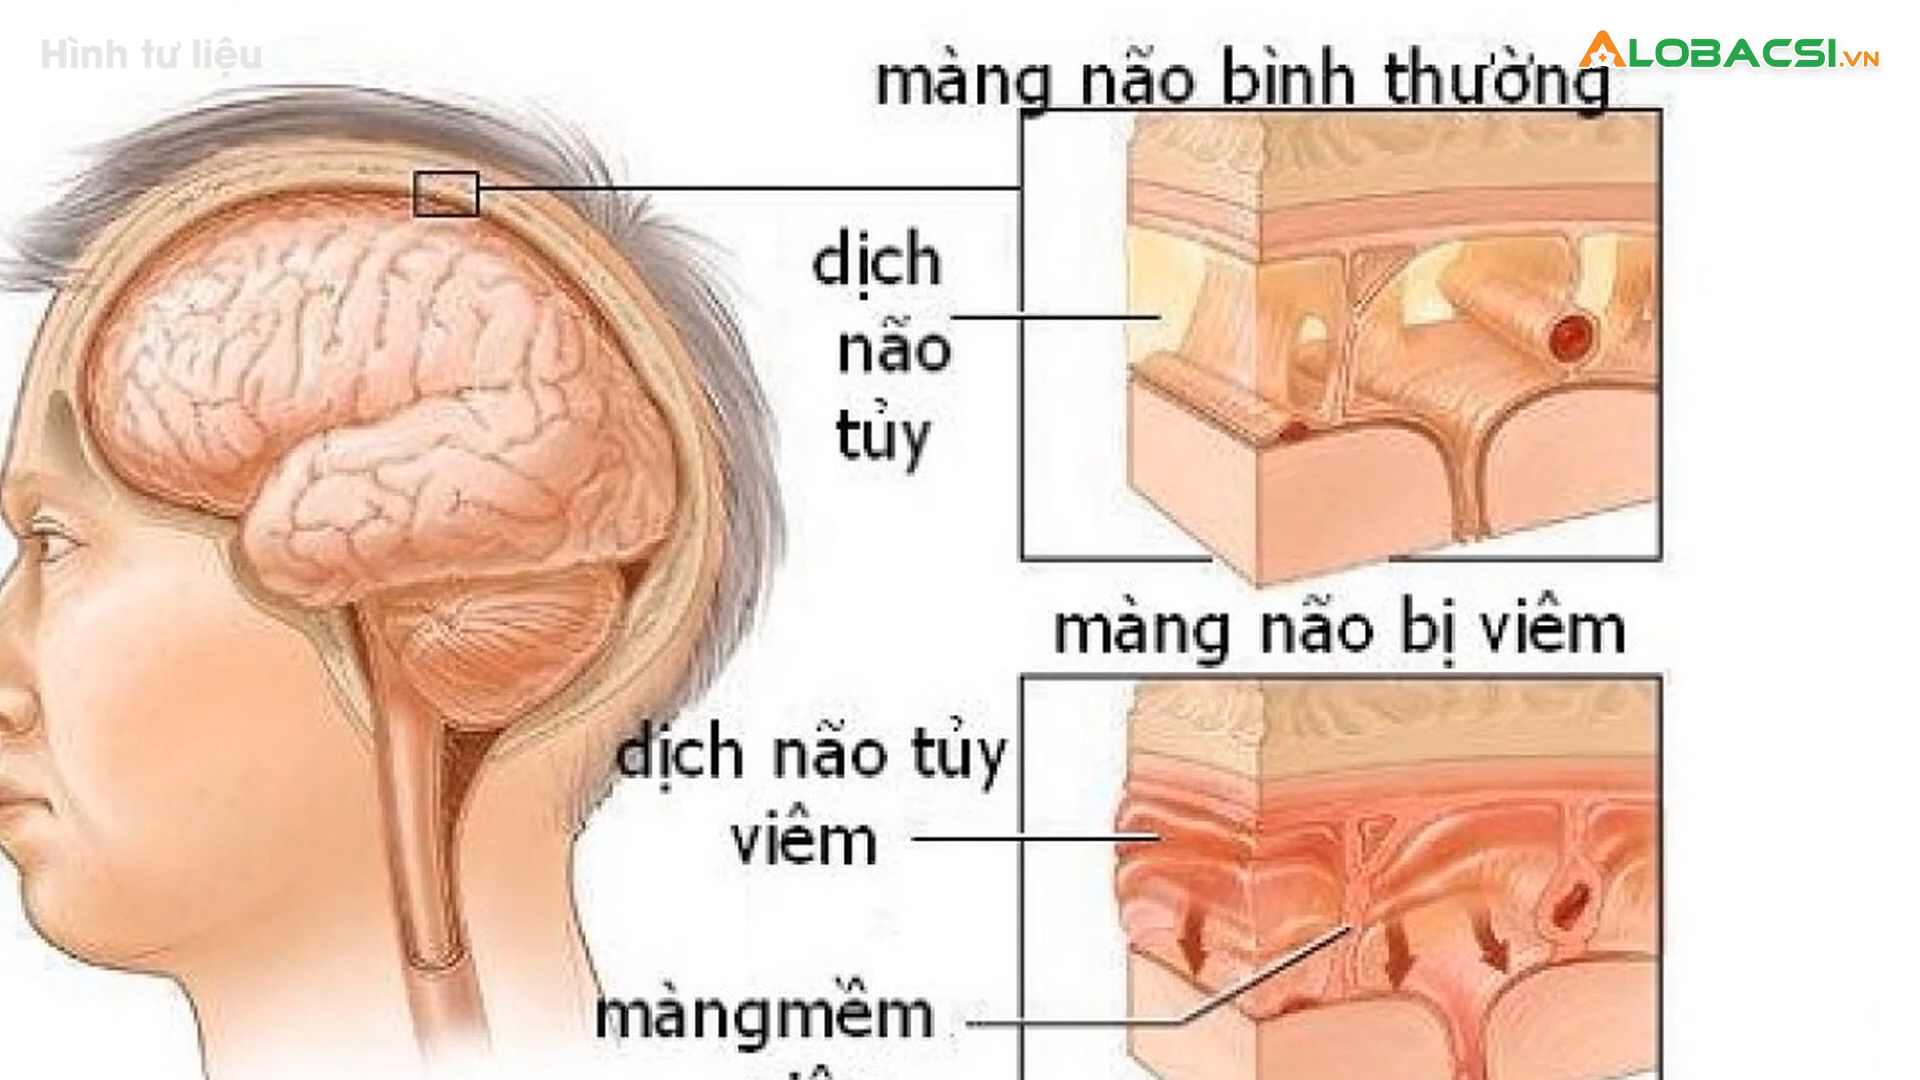 Hình tư liệu
ALOBACSI.VN
màng não bình thường
dịch
não
tủy
màng não bị viêm
dịch não tủy
viêm
màngmềm